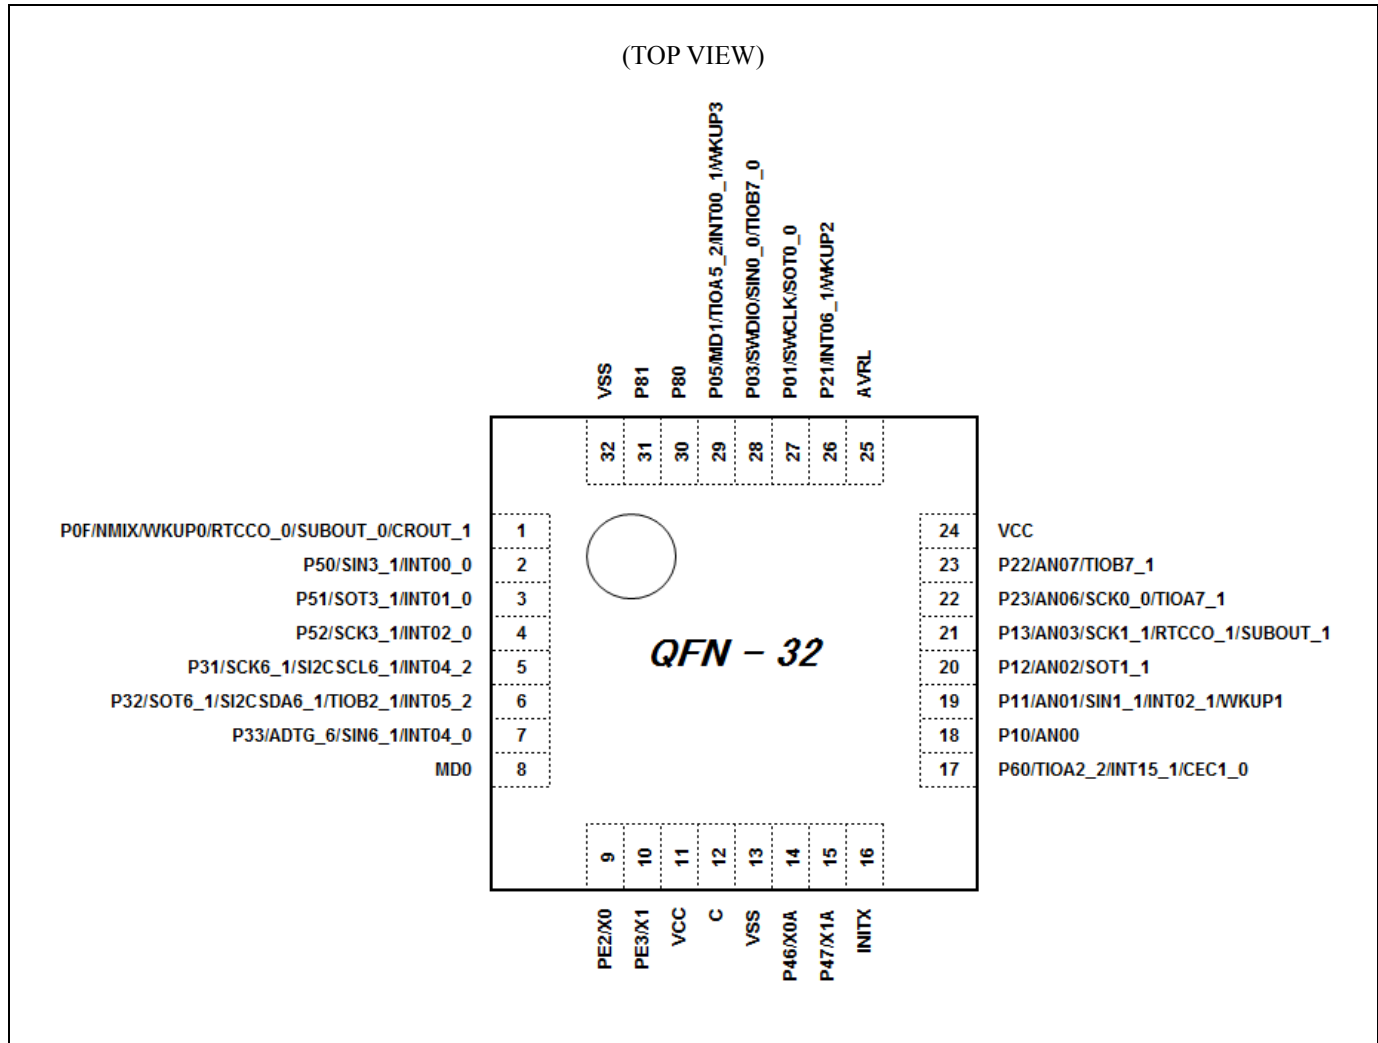 (TOP VIEW)
VSS
P81
P80
P05/MD1/TIOA5_2/INT00_1/WKUP3
P03/SWDIO/SIN0_0/TIOB7_0
P01/SWCLK/SOT0_0
P21/INT06_1/WKUP2
AVRL
32
31
30
29
28
27
26
25
P0F/NMIX/WKUP0/RTCCO_0/SUBOUT_0/CROUT_1 1
P50/SIN3_1/INT00_0 2
P51/SOT3_1/INT01_0 3
P52/SCK3_1/INT02_0 4
P31/SCK6_1/SI2CSCL6_1/INT04_2 5
P32/SOT6_1/SI2CSDA6_1/TIOB2_1/INT05_2 6
P33/ADTG_6/SIN6_1/INT04_0 7
MD0 8
QFN - 32
24 VCC
23 P22/AN07/TIOB7_1
22 P23/AN06/SCK0_0/TIOA7_1
21 P13/AN03/SCK1_1/RTCCO_1/SUBOUT_1
20 P12/AN02/SOT1_1
19 P11/AN01/SIN1_1/INT02_1/WKUP1
18 P10/AN00
17 P60/TIOA2_2/INT15_1/CEC1_0
9
10
11
12
13
14
15
16
PE2/X0
PE3/X1
VCC
C
VSS
P46/X0A
P47/X1A
INITX